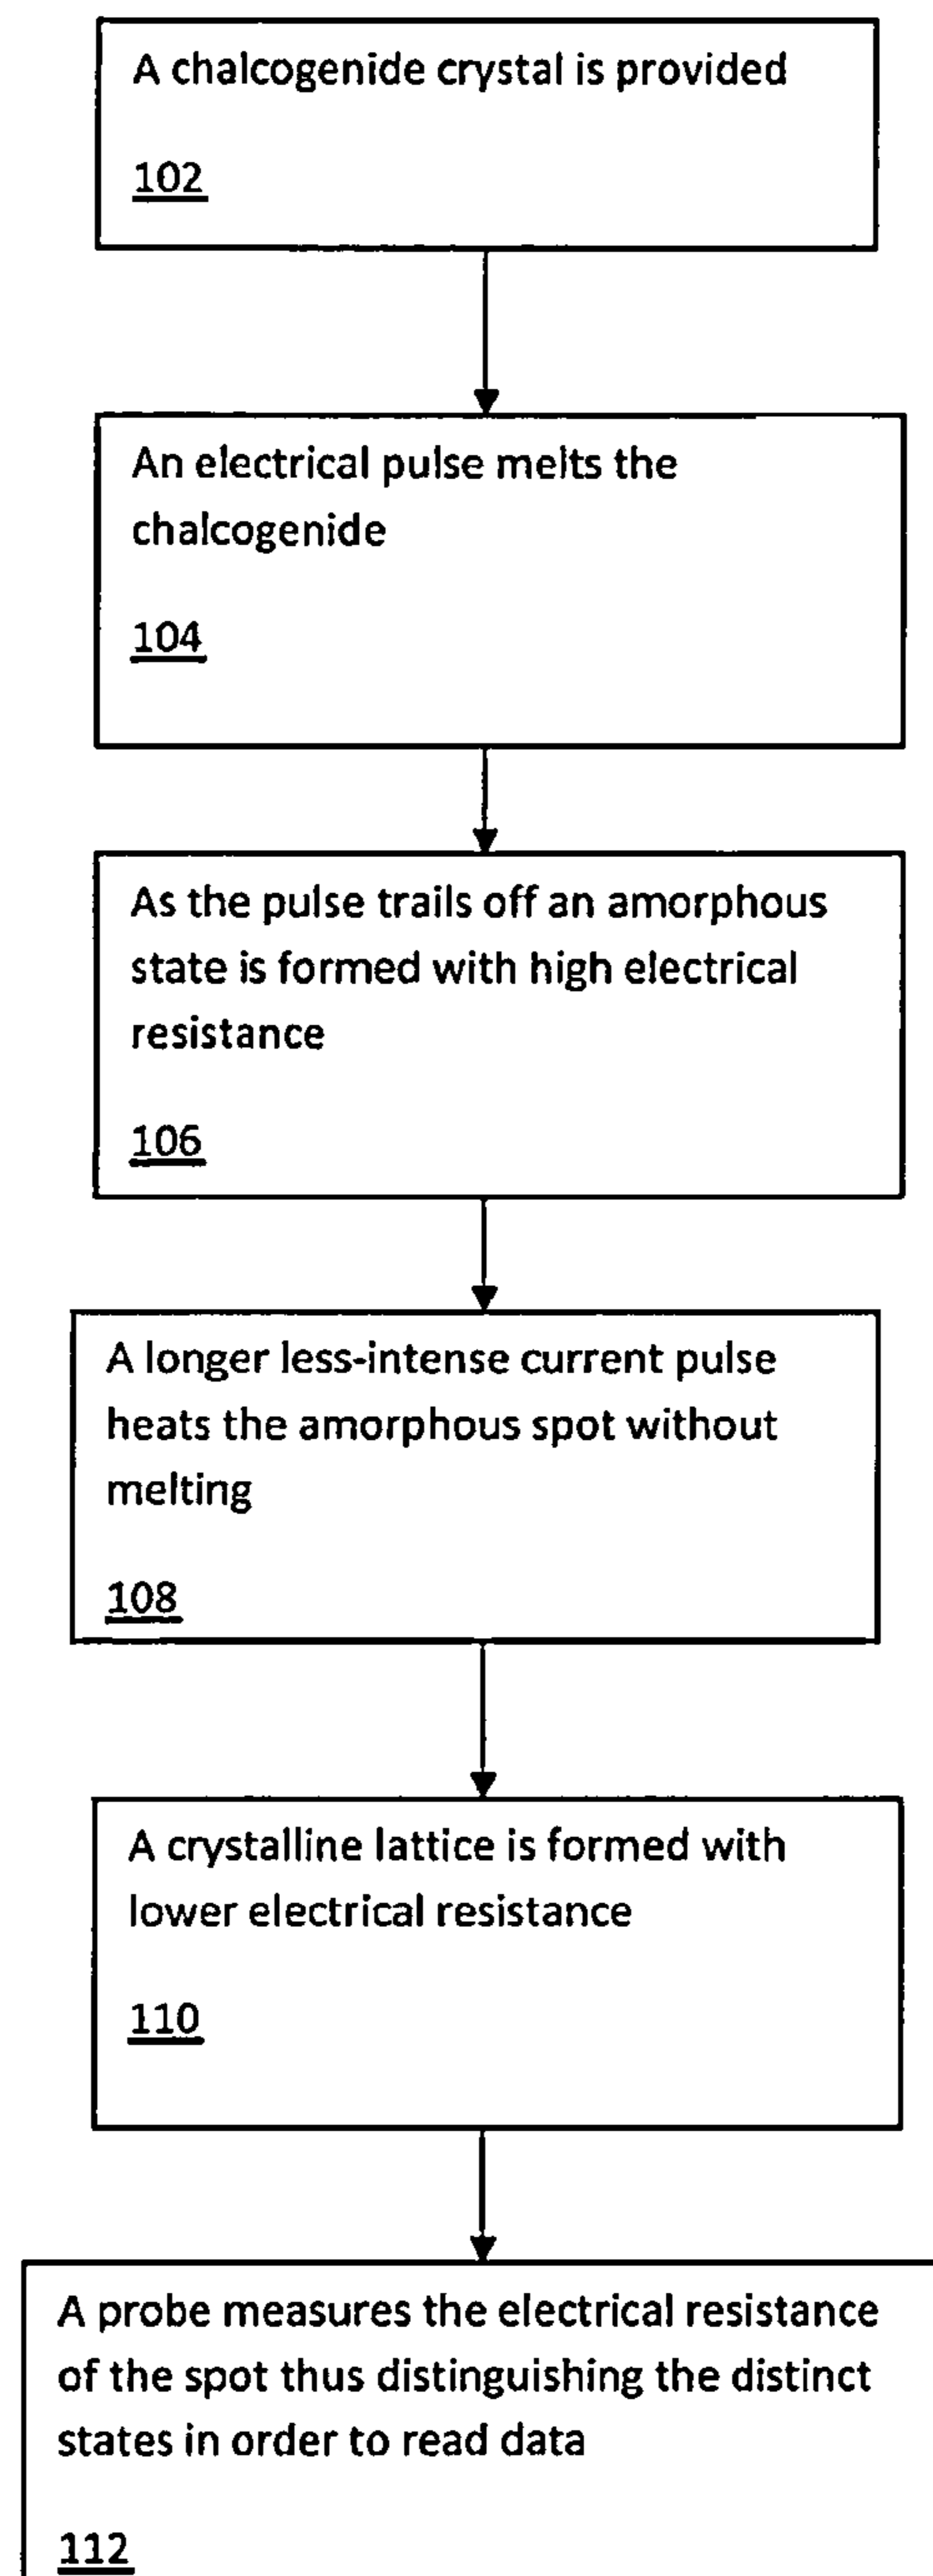 A chalcogenide crystal is provided
102
An electrical pulse melts the
chalcogenide
104
As the pulse trails off an amorphous
state is formed with high electrical
resistance
106
A longer less-intense current pulse
heats the amorphous spot without
melting
108
A crystalline lattice is formed with
lower electrical resistance
110
A probe measures the electrical resistance
of the spot thus distinguishing the distinct
states in order to read data
112